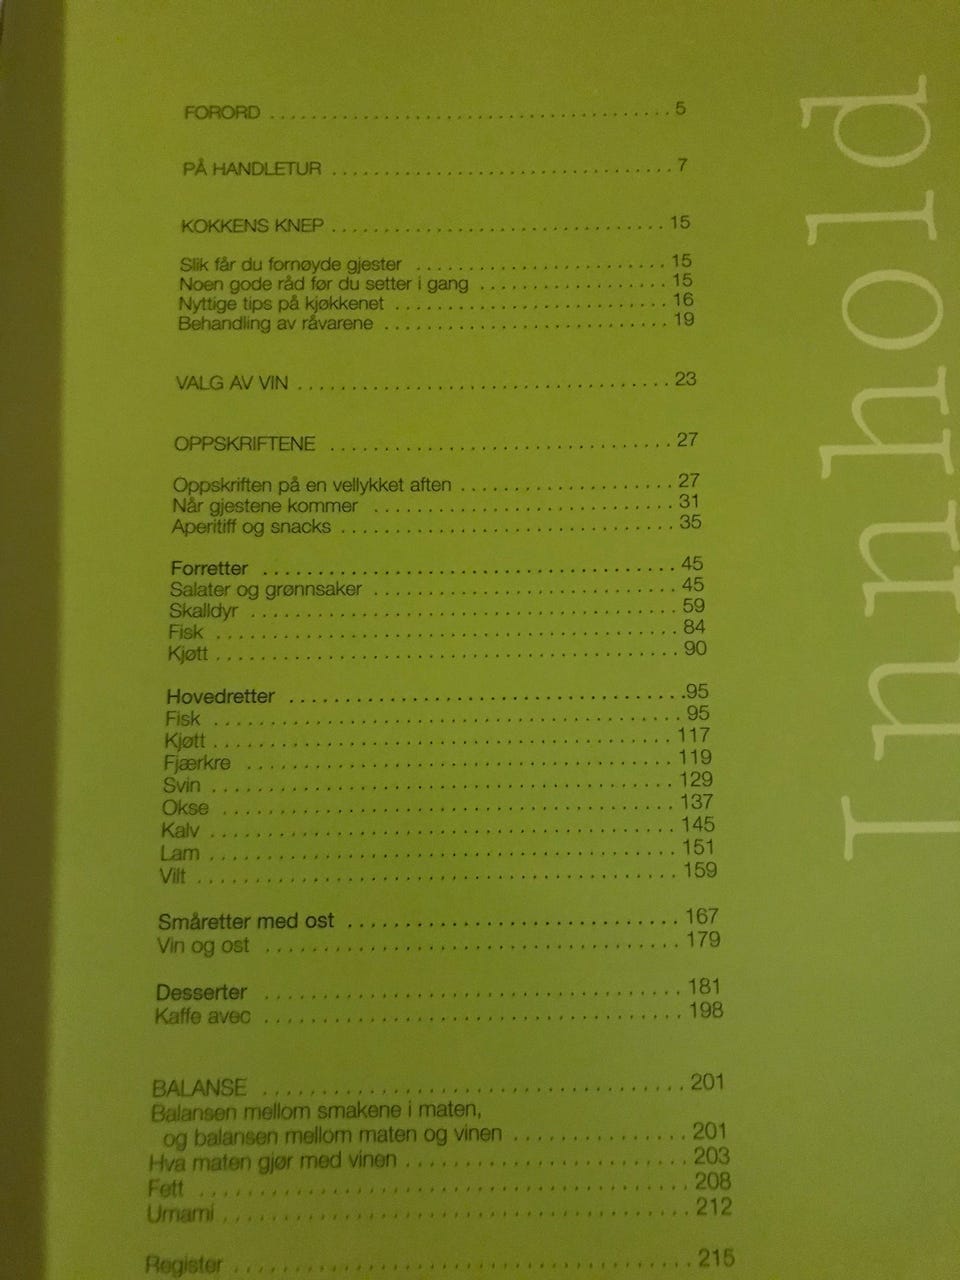 Innhold
FORORD .......................................... 5
PÅ HANDLETUR .......................................... 7
KOKKENS KNEP .......................................... 15
Slik får du fornøyde gjester .......................................... 15
Noen gode råd før du setter i gang .......................................... 15
Nyttige tips på kjøkkenet .......................................... 16
Behandling av råvarene .......................................... 19
VALG AV VIN .......................................... 23
OPPSKRIFTENE .......................................... 27
Oppskriften på en vellykket aften .......................................... 27
Når gjestene kommer .......................................... 31
Aperitiff og snacks .......................................... 35
Forretter .......................................... 45
Salater og grønnsaker .......................................... 45
Skalldyr .......................................... 59
Fisk .......................................... 84
Kjøtt .......................................... 90
Hovedretter .......................................... 95
Fisk .......................................... 95
Kjøtt .......................................... 117
Fjærkre .......................................... 119
Svin .......................................... 129
Okse .......................................... 137
Kalv .......................................... 145
Lam .......................................... 151
Vilt .......................................... 159
Småretter med ost .......................................... 167
Vin og ost .......................................... 179
Desserter .......................................... 181
Kaffe avec .......................................... 198
BALANSE .......................................... 201
Balansen mellom smakene i maten,
og balansen mellom maten og vinen .......................................... 201
Hva maten gjør med vinen .......................................... 203
Fett .......................................... 208
Umami .......................................... 212
Register .......................................... 215